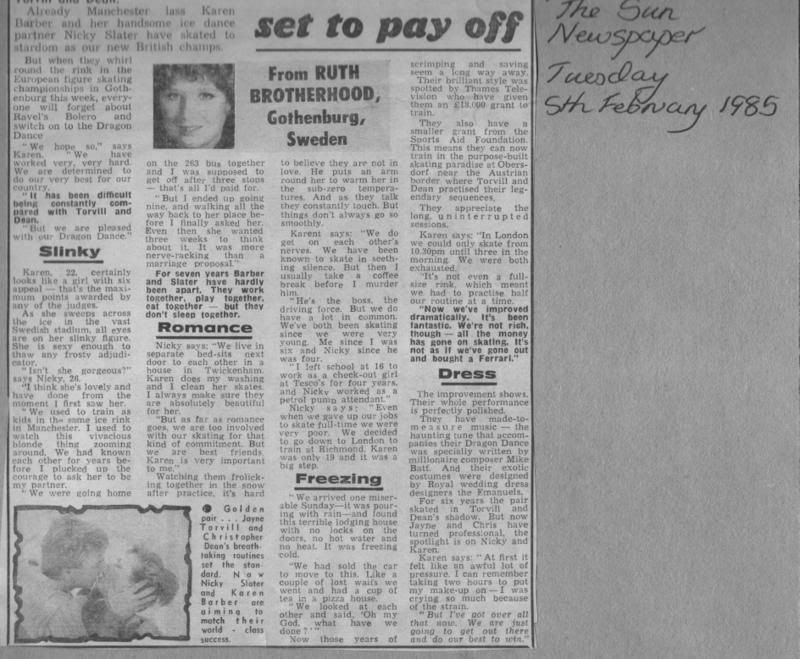 Torvill and Dean.
Already Manchester lass Karen
Barber and her handsome ice dance
partner Nicky Slater have skated to
stardom as our new British champs.
set to pay off
From RUTH
BROTHERHOOD,
Gothenburg,
Sweden
But when they whirl
round the rink in the
European figure skating
championships in Goth-
enburg this week, every-
one will forget about
Ravel's Bolero and
switch on to the Dragon
Dance
"We hope so," says
Karen. "We have
worked very, very hard.
We are determined to
do our very best for our
country.
"It has been difficult
being constantly com-
pared with Torvill and
Dean.
"But we are pleased
with our Dragon Dance."
Slinky
Karen, 22, certainly
looks like a girl with six
appeal — that's the maxi-
mum points awarded by
any of the judges.
As she sweeps across
the ice in the vast
Swedish stadium, all eyes
are on her slinky figure.
She is sexy enough to
thaw any frosty adjudi-
cator.
"Isn't she gorgeous?"
says Nicky, 26.
"I think she's lovely and
have done from the
moment I first saw her.
"We used to train as
kids in the same ice rink
in Manchester. I used to
watch this vivacious
blonde thing zooming
around. We had known
each other for years be-
fore I plucked up the
courage to ask her to be
my partner.
"We were going home
on the 263 bus together
and I was supposed to
get off after three stops
— that's all I'd paid for.
"But I ended up going
nine, and walking all the
way back to her place be-
fore I finally asked her.
Even then she wanted
three weeks to think
about it. It was more
nerve-racking than a
marriage proposal."
For seven years Barber
and Slater have hardly
been apart. They work
together, play together,
eat together — but they
don't sleep together.
Romance
Nicky says: "We live in
separate bed-sits next
door to each other in a
house in Twickenham.
Karen does my washing
and I clean her skates.
I always make sure they
are absolutely beautiful
for her.
"But as far as romance
goes, we are too involved
with our skating for that
kind of commitment. But
we are best friends.
Karen is very important
to me."
Watching them frolick-
ing together in the snow
after practice, it's hard
to believe they are not in
love. He puts an arm
round her to warm her in
the sub-zero tempera-
tures. And as they talk
they constantly touch. But
things don't always go so
smoothly.
Karent says: "We do
get on each other's
nerves. We have been
known to skate in seeth-
ing silence. But then I
usually take a coffee
break before I murder
him.
"He's the boss, the
driving force. But we do
have a lot in common.
We've both been skating
since we were very
young. Me since I was
six and Nicky since he
was four.
"I left school at 16 to
work as a check-out girl
at Tesco's for four years,
and Nicky worked as a
petrol pump attendant."
Nicky says: "Even
when we gave up our jobs
to skate full-time we were
very poor. We decided
to go down to London to
train at Richmond. Karen
was only 19 and it was a
big step.
Freezing
"We arrived one miser-
able Sunday—it was pour-
ing with rain—and found
this terrible lodging house
with no locks on the
doors, no hot water and
no heat. It was freezing
cold.
"We had sold the car
to move to this. Like a
couple of lost waifs we
went and had a cup of
tea in a pizza house.
"We looked at each
other and said, 'Oh my
God, what have we
done?'"
Now those years of
scrimping and saving
seem a long way away.
Their brilliant style was
spotted by Thames Tele-
vision who have given
them an £13,000 grant to
train.
They also have a
smaller grant from the
Sports Aid Foundation.
This means they can now
train in the purpose-built
skating paradise at Obers-
dorf near the Austrian
border where Torvill and
Dean practised their leg-
endary sequences.
They appreciate the
long, uninterrupted
sessions.
Karen says: "In London
we could only skate from
10.30pm until three in the
morning. We were both
exhausted.
"It's not even a full-
size rink, which meant
we had to practise half
our routine at a time.
"Now we've improved
dramatically. It's been
fantastic. We're not rich,
though — all the money
has gone on skating. It's
not as if we've gone out
and bought a Ferrari."
Dress
The improvement shows.
Their whole performance
is perfectly polished.
They have made-to-
measure music — the
haunting tune that accom-
panies their Dragon Dance
was specially written by
millionaire composer Mike
Batt. And their exotic
costumes were designed
by Royal wedding dress
designers the Emanuels.
For six years the pair
skated in Torvill and
Dean's shadow. But now
Jayne and Chris have
turned professional, the
spotlight is on Nicky and
Karen.
Karen says: "At first it
felt like an awful lot of
pressure. I can remember
taking two hours to put
my make-up on — I was
crying so much because
of the strain.
"But I've got over all
that now. We are just
going to get out there
and do our best to win."
Golden
pair . . . Jayne
Torvill and
Christopher
Dean's breath-
taking routines
set the stan-
dard. Now
Nicky Slater
and Karen
Barber are
aiming to
match their
world-class
success.
The Sun
Newspaper
Tuesday
5th February 1985